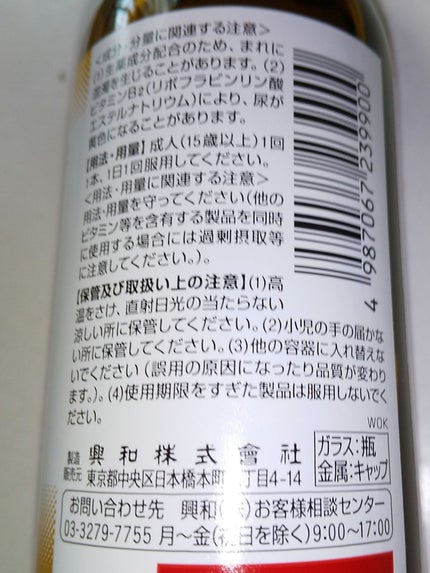 <成分・分量に関連する注意>
(1)生薬成分配合のため、まれに
混濁を生じることがあります。(2)
ビタミンB2(リボフラビンリン酸
エステルナトリウム)により、尿が
黄色になることがあります。
【用法・用量】成人(15歳以上)1回
1本、1日1回服用してください。
<用法・用量に関連する注意>
用法・用量を守ってください(他の
ビタミン等を含有する製品を同時
に使用する場合には過剰摂取等
に注意してください。)。
【保管及び取扱い上の注意】(1)高
温をさけ、直射日光の当たらない
涼しい所に保管してください。(2)小児の手の届かな
い所に保管してください。(3)他の容器に入れ替えな
いでください(誤用の原因になったり品質が変わり
ます。)。(4)使用期限をすぎた製品は服用しないでく
ださい。
WOK
製造
販売元
興和株式會社
東京都中央区日本橋本町 丁目4-14
ガラス:瓶
金属:キャップ
お問い合わせ先 興和(株)お客様相談センター
03-3279-7755 月～金(祝日を除く)9:00～17:00
4 987067 239900